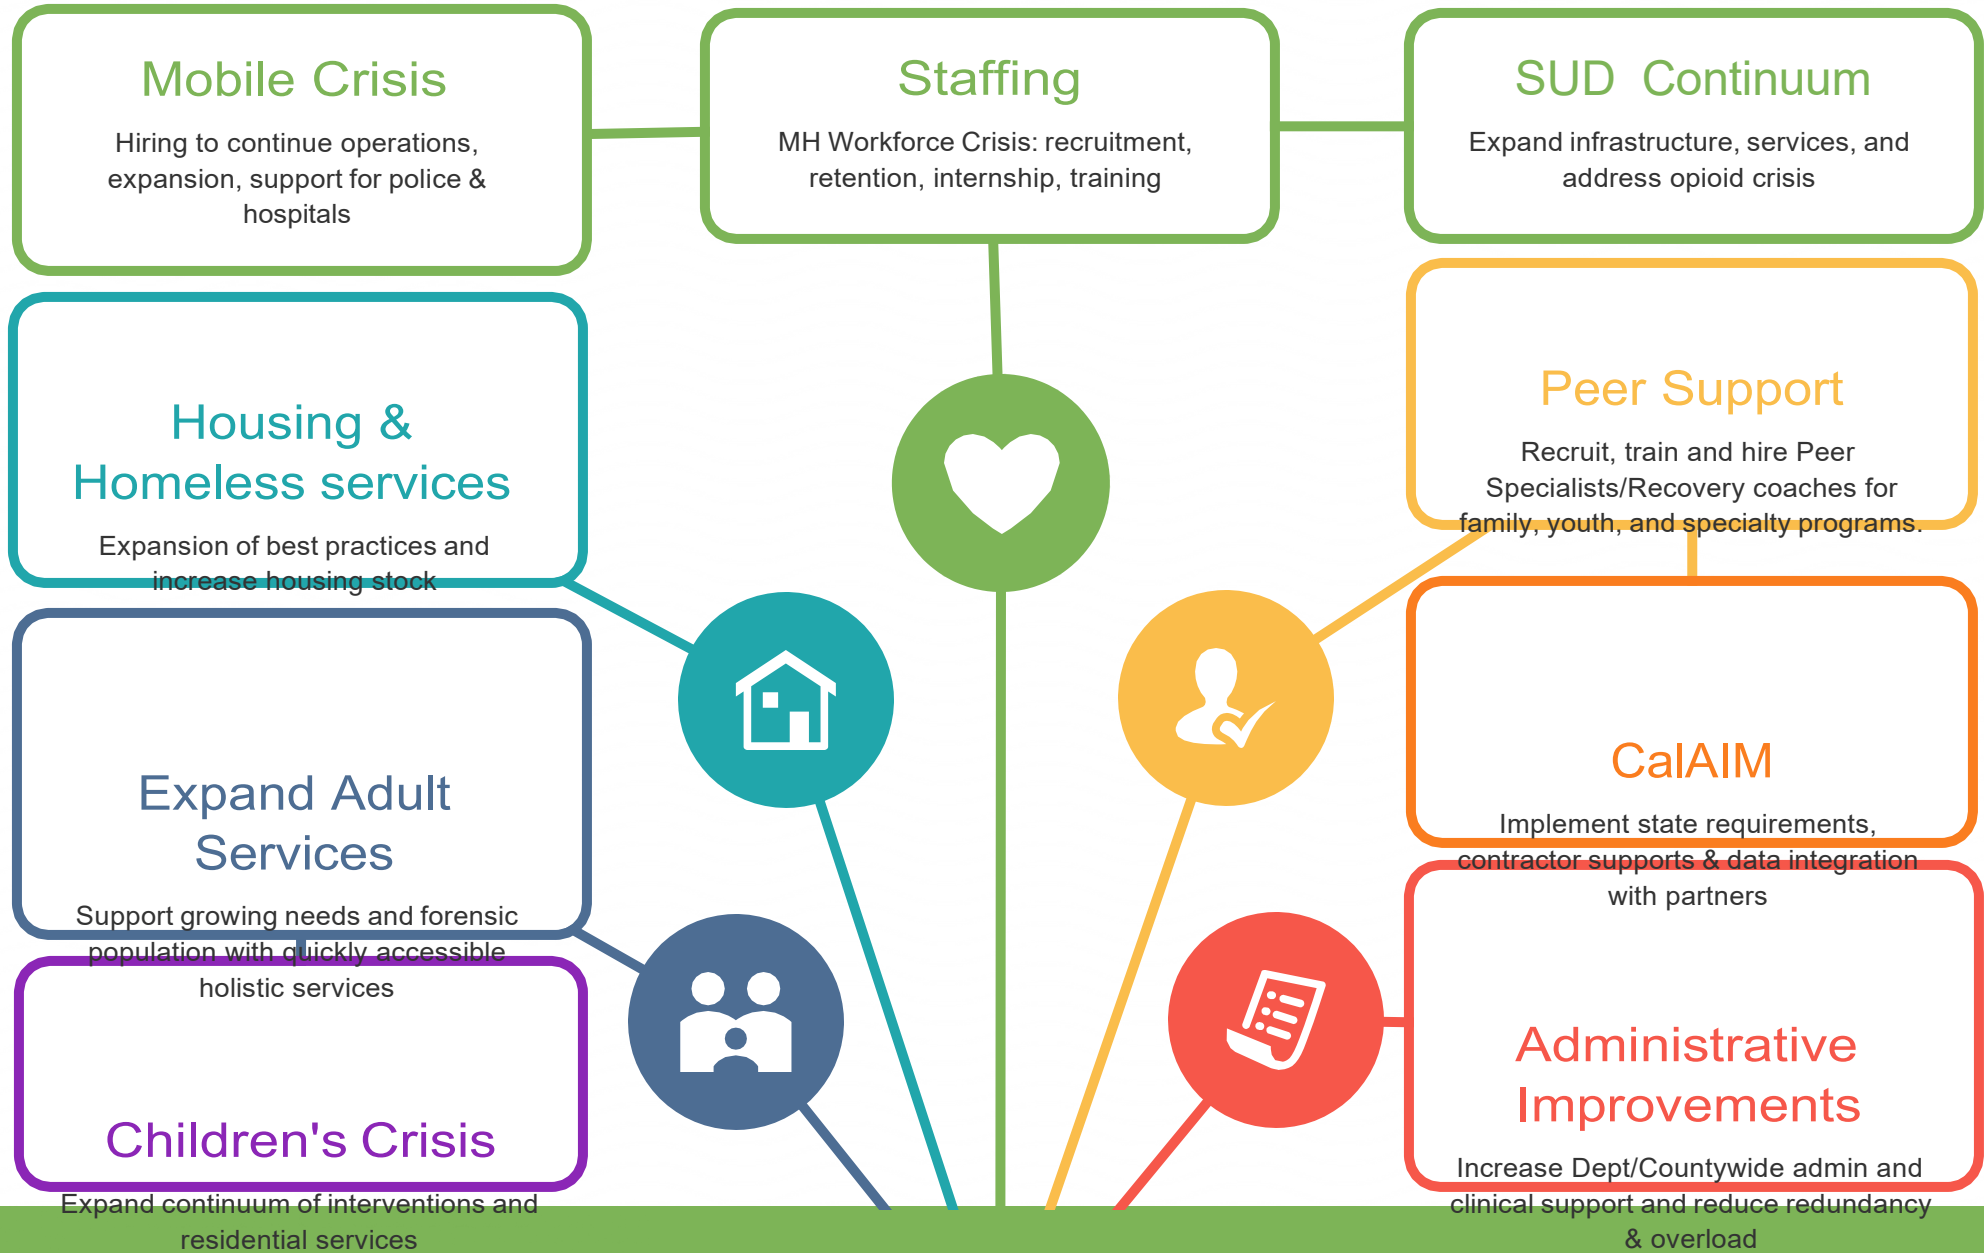 Mobile Crisis
Hiring to continue operations,
expansion, support for police &
hospitals
Staffing
MH Workforce Crisis: recruitment,
retention, internship, training
SUD Continuum
Expand infrastructure, services, and
address opioid crisis
Housing &
Homeless services
Expansion of best practices and
increase housing stock
Peer Support
Recruit, train and hire Peer
Specialists/Recovery coaches for
family, youth, and specialty programs.
Expand Adult
Services
Support growing needs and forensic
population with quickly accessible
holistic services
CalAIM
Implement state requirements,
contractor supports & data integration
with partners
Children's Crisis
Expand continuum of interventions and
residential services
Administrative
Improvements
Increase Dept/Countywide admin and
clinical support and reduce redundancy
& overload